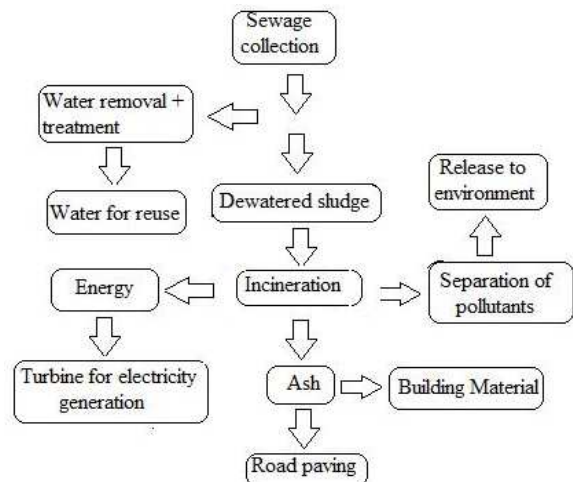 Sewage
collection
Water removal +
treatment
Water for reuse
Dewatered sludge
Release to
environment
Energy
Incineration
Separation of
pollutants
Turbine for electricity
generation
Ash
Building Material
Road paving